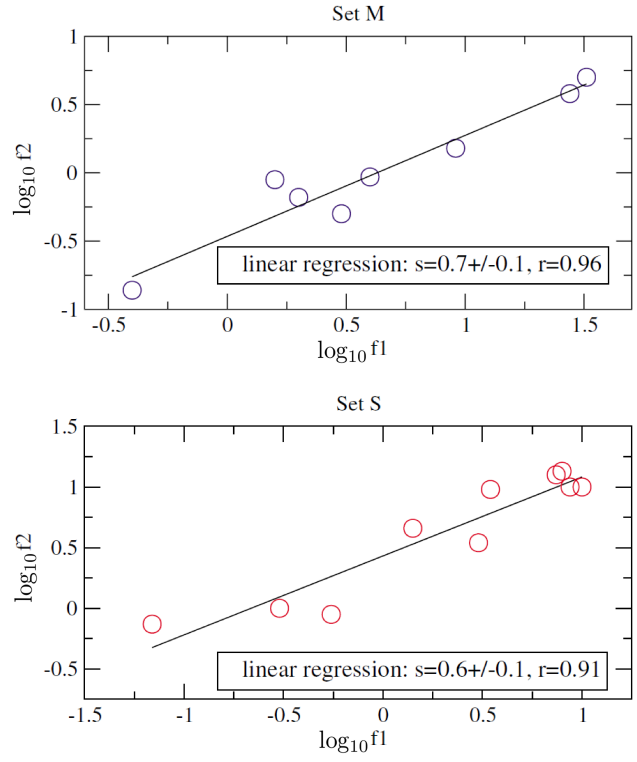 Set M
1
0.5
0
-0.5
-1
log10 f2
linear regression: s=0.7+/-0.1, r=0.96
-0.5 0 0.5 1 1.5
log10 f1
Set S
1.5
1
0.5
0
-0.5
log10 f2
linear regression: s=0.6+/-0.1, r=0.91
-1.5 -1 -0.5 0 0.5 1
log10 f1